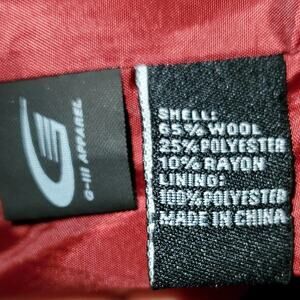 G-III APPAREL
SHELL:
65% WOOL
25% POLYESTER
10% RAYON
LINING:
100% POLYESTER
MADE IN CHINA